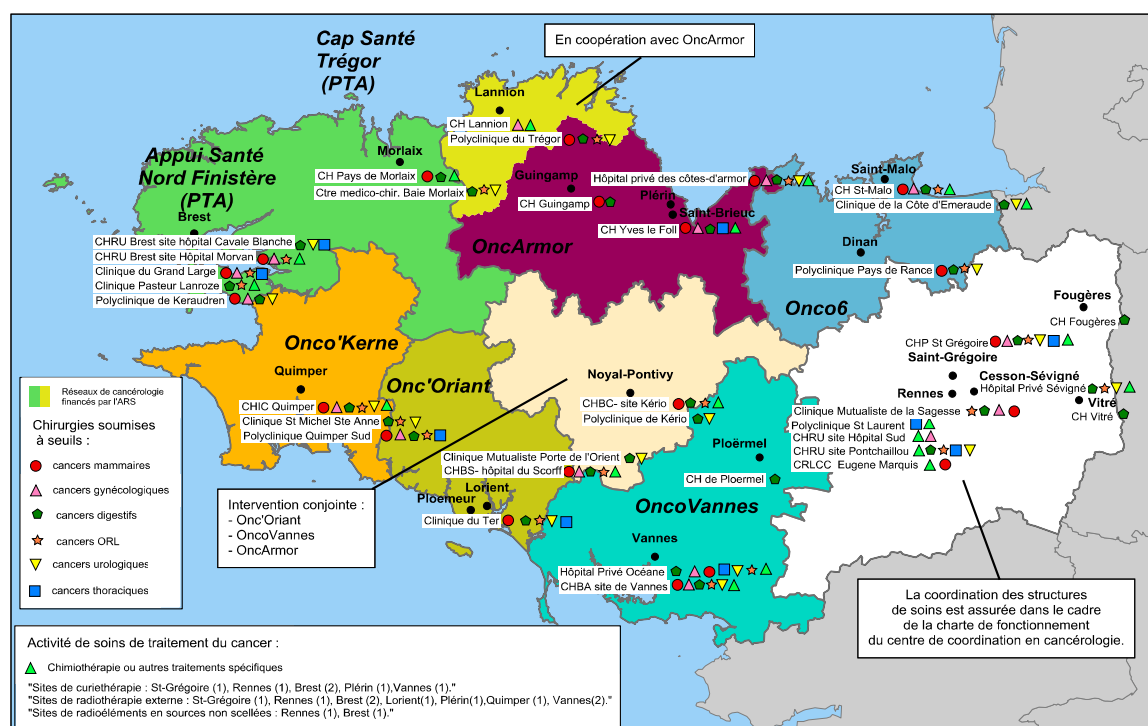 Cap Santé
Trégor
(PTA)
En coopération avec OncArmor
Lannion
CH Lannion
Polyclinique du Trégor
Morlaix
CH Pays de Morlaix
Ctre medico-chir. Baie Morlaix
Appui Santé
Nord Finistère
(PTA)
Brest
CHRU Brest site hôpital Cavale Blanche
CHRU Brest site Hôpital Morvan
Clinique du Grand Large
Clinique Pasteur Lanroze
Polyclinique de Keraudren
Guingamp
CH Guingamp
Hôpital privé des côtes-d'armor
Plérin
Saint-Brieuc
CH Yves le Foll
OncArmor
Saint-Malo
CH St-Malo
Clinique de la Côte d'Emeraude
Dinan
Polyclinique Pays de Rance
Onco6
Fougères
CH Fougères
CHP St Grégoire
Saint-Grégoire
Cesson-Sévigné
Hôpital Privé Sévigné
Rennes
Vitré
CH Vitré
Clinique Mutualiste de la Sagesse
Polyclinique St Laurent
CHRU site Hôpital Sud
CHRU site Pontchaillou
CRLCC Eugene Marquis
Onco'Kerne
Quimper
CHIC Quimper
Clinique St Michel Ste Anne
Polyclinique Quimper Sud
Onc'Oriant
Noyal-Pontivy
CHBC- site Kério
Polyclinique de Kério
Clinique Mutualiste Porte de l'Orient
CHBS- hôpital du Scorff
Lorient
Ploemeur
Clinique du Ter
Ploërmel
CH de Ploermel
OncoVannes
Vannes
Hôpital Privé Océane
CHBA site de Vannes
Réseaux de cancérologie
financés par l'ARS
Chirurgies soumises
à seuils :
cancers mammaires
cancers gynécologiques
cancers digestifs
cancers ORL
cancers urologiques
cancers thoraciques
Intervention conjointe :
- Onc'Oriant
- OncoVannes
- OncArmor
La coordination des structures
de soins est assurée dans le cadre
de la charte de fonctionnement
du centre de coordination en cancérologie.
Activité de soins de traitement du cancer :
Chimiothérapie ou autres traitements spécifiques
"Sites de curiethérapie : St-Grégoire (1), Rennes (1), Brest (2), Plérin (1),Vannes (1)."
"Sites de radiothérapie externe : St-Grégoire (1), Rennes (1), Brest (2), Lorient(1), Plérin(1),Quimper (1), Vannes(2)."
"Sites de radioéléments en sources non scellées : Rennes (1), Brest (1)."